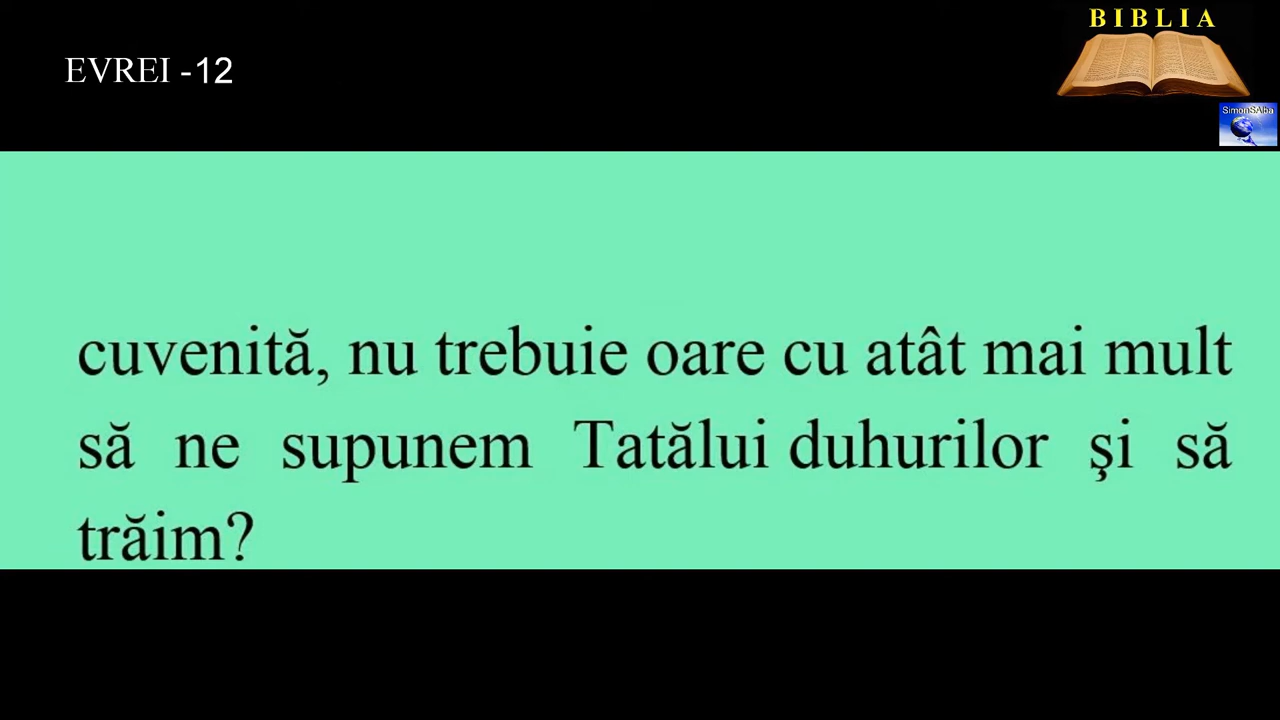 BIBLIA
EVREI -12
SimonSAlba
cuvenită, nu trebuie oare cu atât mai mult
să ne supunem Tatălui duhurilor şi să
trăim?